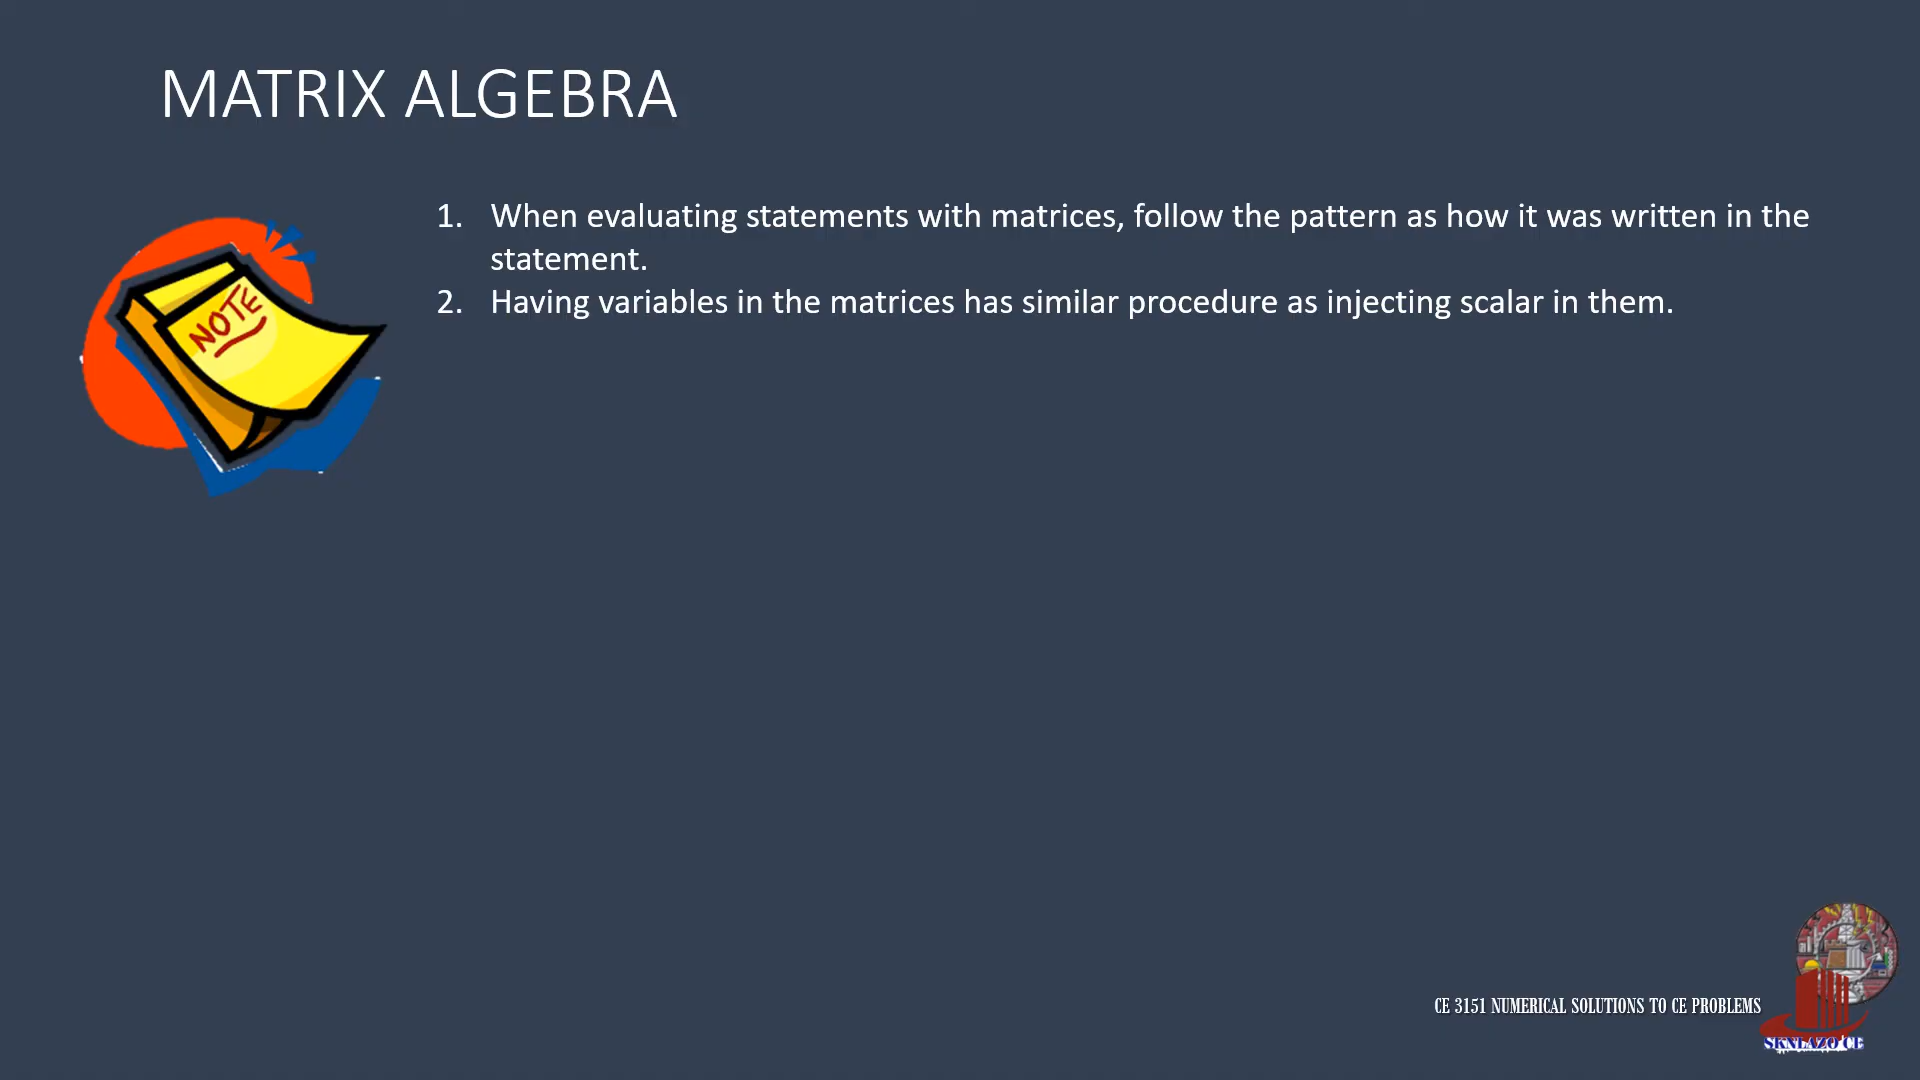 MATRIX ALGEBRA
NOTE
1. When evaluating statements with matrices, follow the pattern as how it was written in the
statement.
2. Having variables in the matrices has similar procedure as injecting scalar in them.
CE 3151 NUMERICAL SOLUTIONS TO CE PROBLEMS
SKNLAZO CE